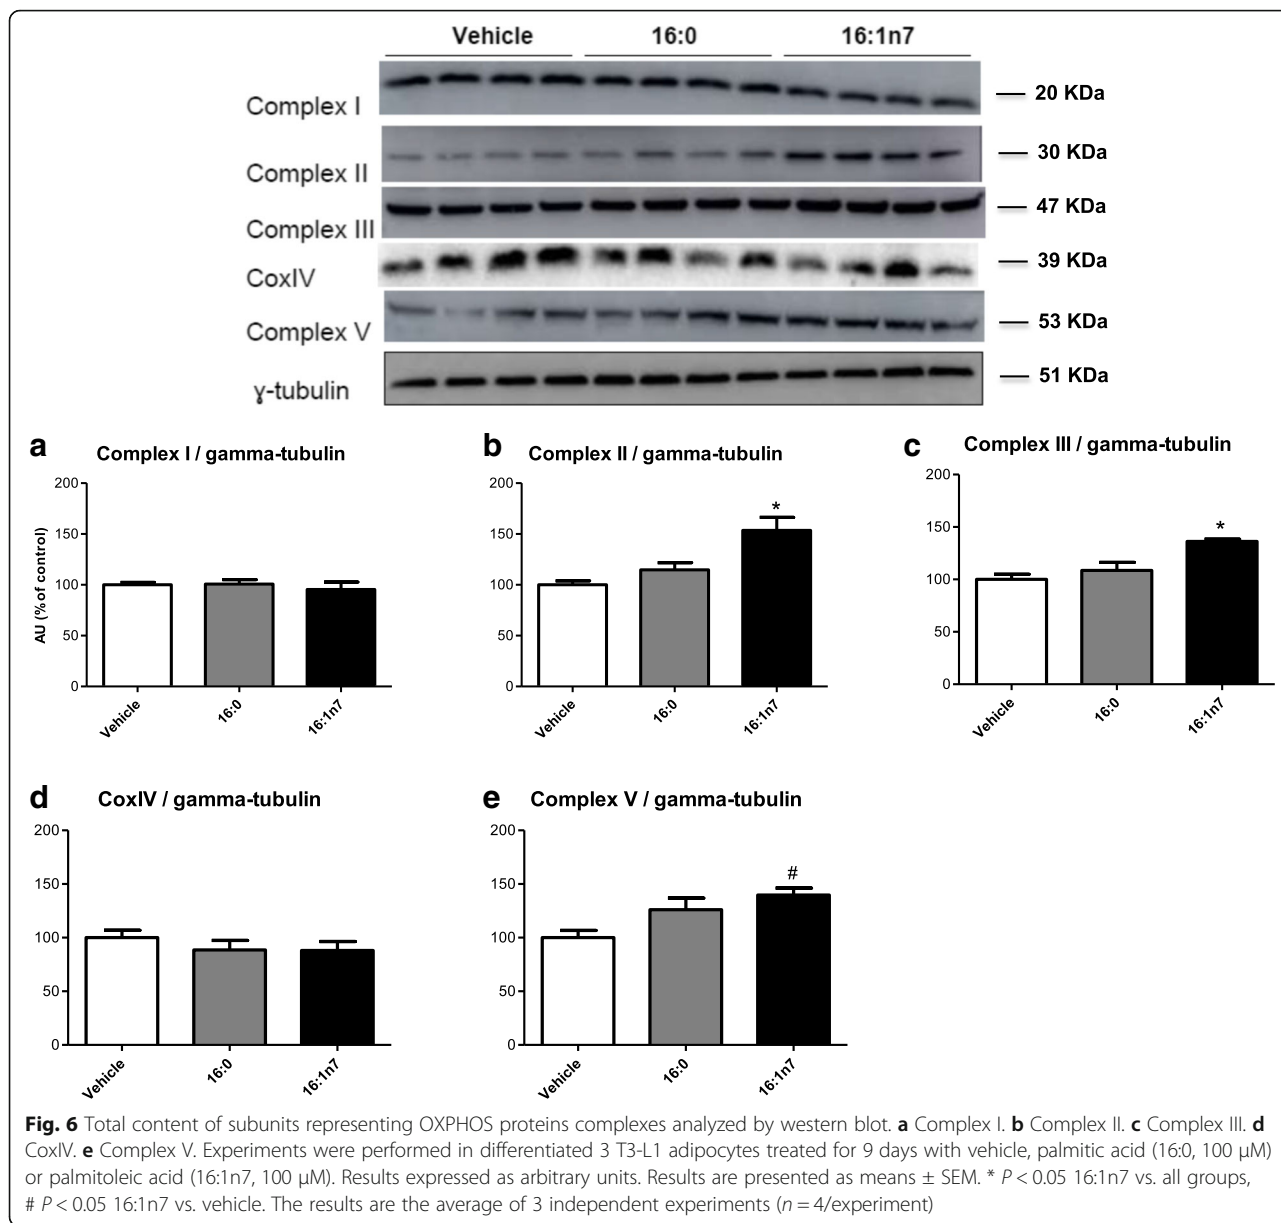 Vehicle 16:0 16:1n7
Complex I 20 KDa
Complex II 30 KDa
Complex III 47 KDa
CoxIV 39 KDa
Complex V 53 KDa
ɣ-tubulin 51 KDa
a Complex I / gamma-tubulin
AU (% of control)
200
150
100
50
0
Vehicle 16:0 16:1n7
b Complex II / gamma-tubulin
200
150
100
50
0
*
Vehicle 16:0 16:1n7
c Complex III / gamma-tubulin
200
150
100
50
0
*
Vehicle 16:0 16:1n7
d CoxIV / gamma-tubulin
200
150
100
50
0
Vehicle 16:0 16:1n7
e Complex V / gamma-tubulin
200
150
100
50
0
#
Vehicle 16:0 16:1n7
Fig. 6 Total content of subunits representing OXPHOS proteins complexes analyzed by western blot. a Complex I. b Complex II. c Complex III. d
CoxIV. e Complex V. Experiments were performed in differentiated 3 T3-L1 adipocytes treated for 9 days with vehicle, palmitic acid (16:0, 100 μM)
or palmitoleic acid (16:1n7, 100 μM). Results expressed as arbitrary units. Results are presented as means ± SEM. * P < 0.05 16:1n7 vs. all groups,
# P < 0.05 16:1n7 vs. vehicle. The results are the average of 3 independent experiments (n = 4/experiment)